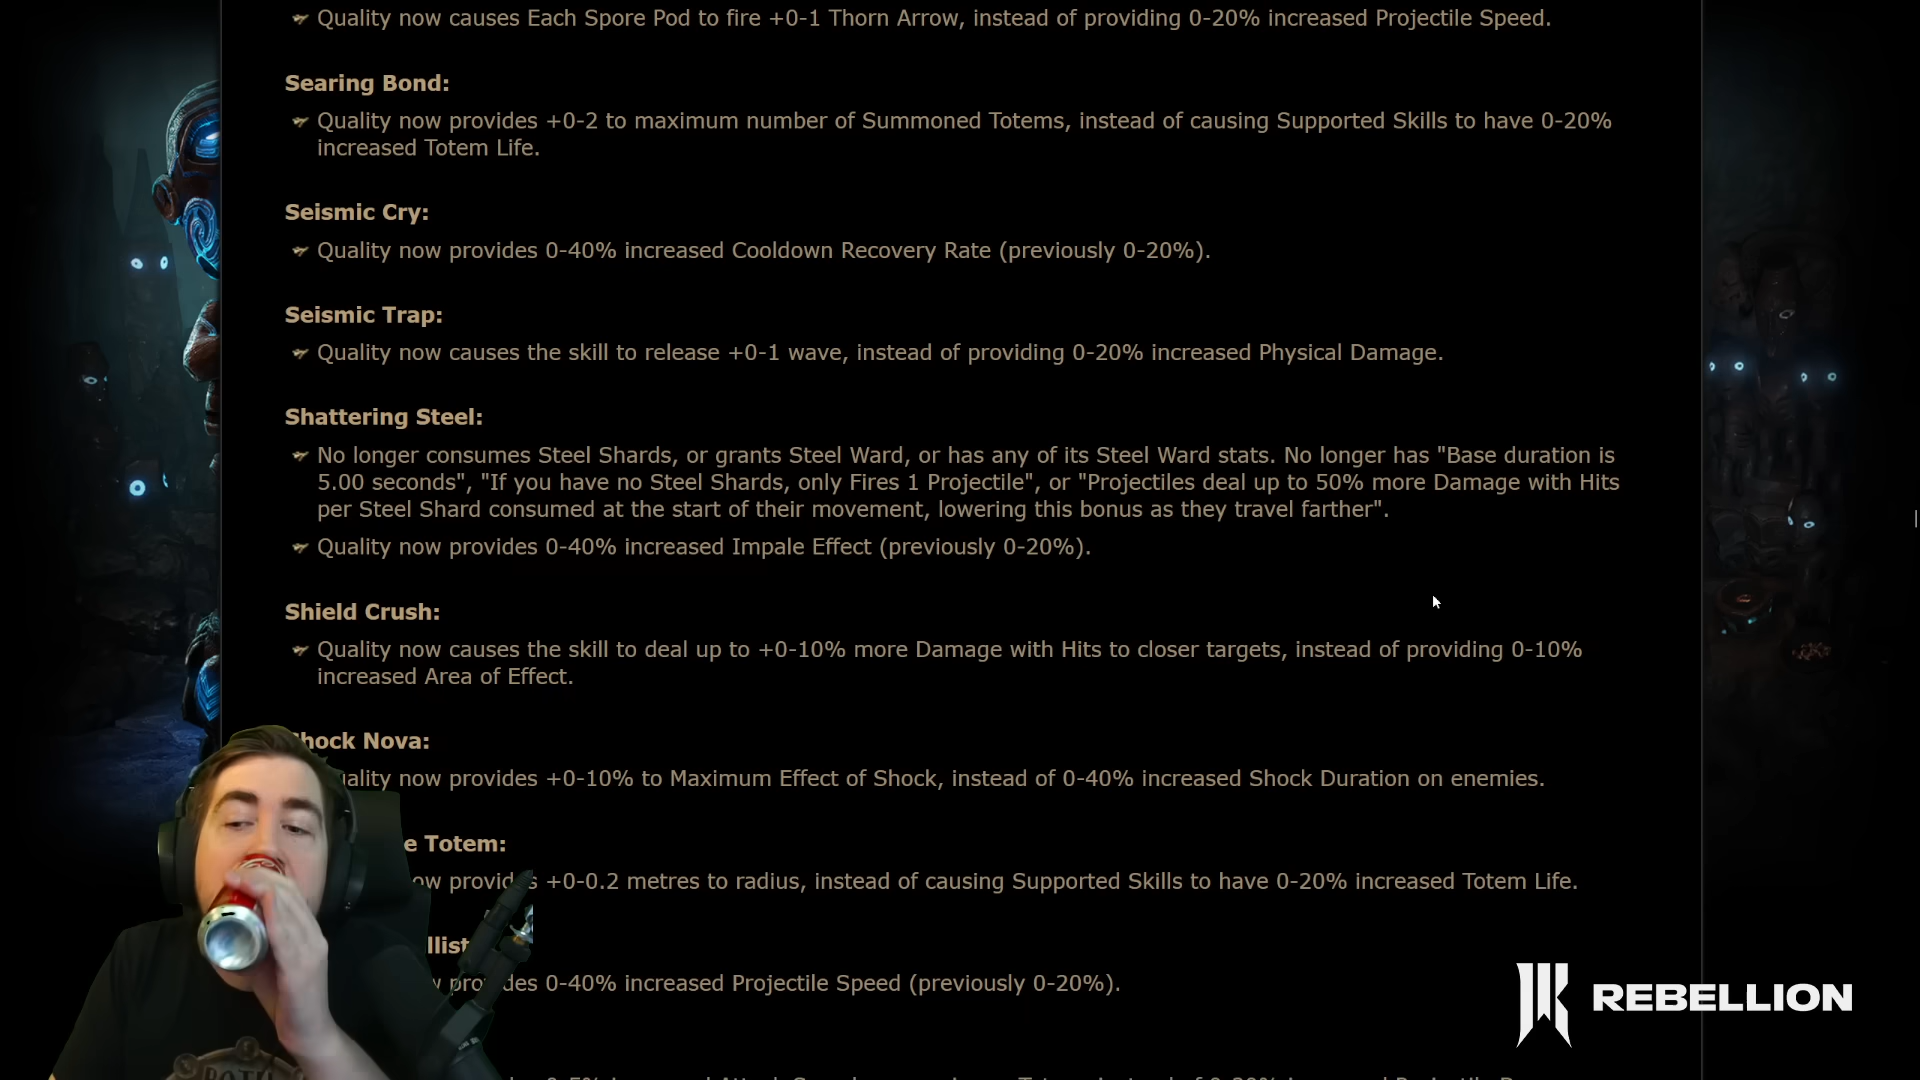 Quality now causes Each Spore Pod to fire +0-1 Thorn Arrow, instead of providing 0-20% increased Projectile Speed.
Searing Bond:
Quality now provides +0-2 to maximum number of Summoned Totems, instead of causing Supported Skills to have 0-20%
increased Totem Life.
Seismic Cry:
Quality now provides 0-40% increased Cooldown Recovery Rate (previously 0-20%).
Seismic Trap:
Quality now causes the skill to release +0-1 wave, instead of providing 0-20% increased Physical Damage.
Shattering Steel:
No longer consumes Steel Shards, or grants Steel Ward, or has any of its Steel Ward stats. No longer has "Base duration is
5.00 seconds", "If you have no Steel Shards, only Fires 1 Projectile", or "Projectiles deal up to 50% more Damage with Hits
per Steel Shard consumed at the start of their movement, lowering this bonus as they travel farther".
Quality now provides 0-40% increased Impale Effect (previously 0-20%).
Shield Crush:
Quality now causes the skill to deal up to +0-10% more Damage with Hits to closer targets, instead of providing 0-10%
increased Area of Effect.
Shock Nova:
Quality now provides +0-10% to Maximum Effect of Shock, instead of 0-40% increased Shock Duration on enemies.
Totem:
provides +0-0.2 metres to radius, instead of causing Supported Skills to have 0-20% increased Totem Life.
provides 0-40% increased Projectile Speed (previously 0-20%).
REBELLION